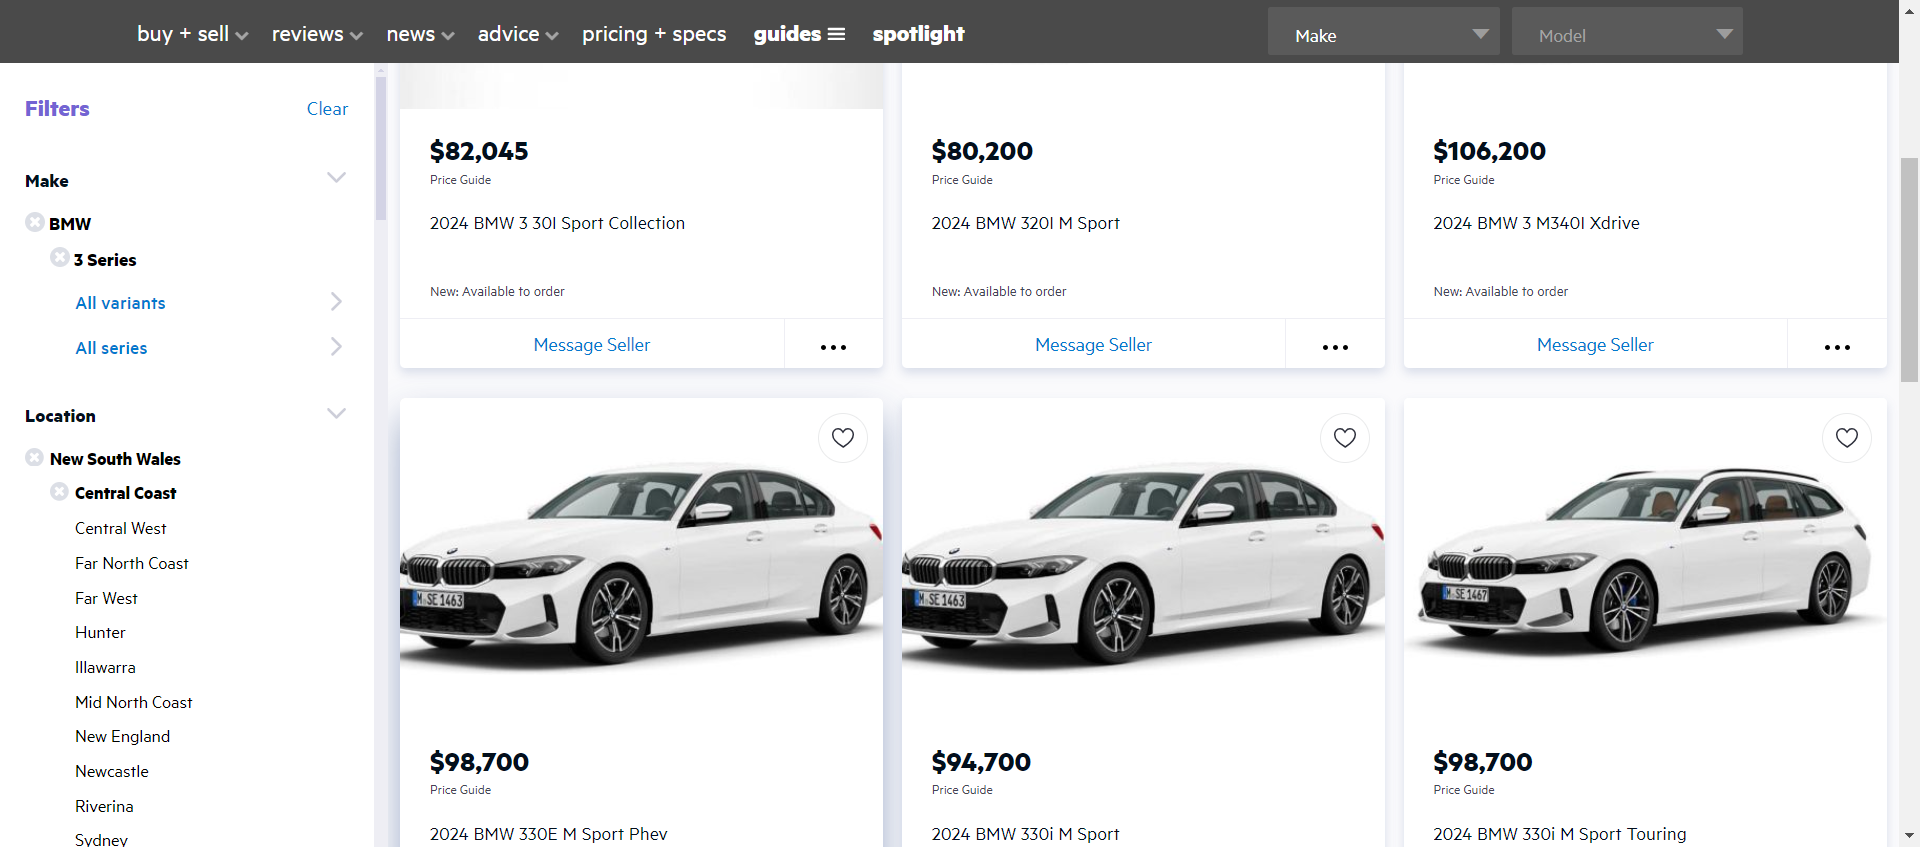 buy + sell reviews news advice pricing + specs guides spotlight Make Model
Filters Clear
Make
BMW
3 Series
All variants
All series
Location
New South Wales
Central Coast
Central West
Far North Coast
Far West
Hunter
Illawarra
Mid North Coast
New England
Newcastle
Riverina
Sydney
$82,045
Price Guide
2024 BMW 3 30I Sport Collection
New: Available to order
Message Seller
$80,200
Price Guide
2024 BMW 320I M Sport
New: Available to order
Message Seller
$106,200
Price Guide
2024 BMW 3 M340I Xdrive
New: Available to order
Message Seller
M SE 1463
$98,700
Price Guide
2024 BMW 330E M Sport Phev
M SE 1463
$94,700
Price Guide
2024 BMW 330i M Sport
M SE 1467
$98,700
Price Guide
2024 BMW 330i M Sport Touring